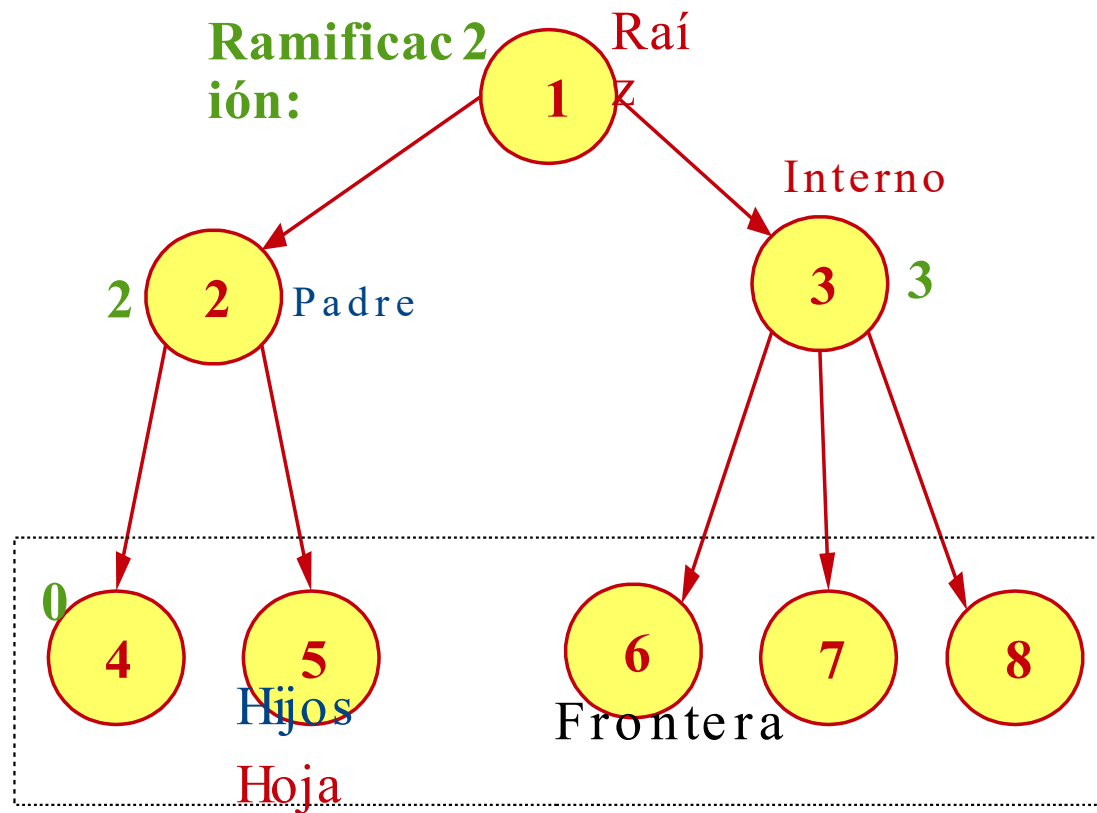 Ramificac 2
ión:
Raí
z
1
Interno
2
2
Padre
3
3
0
4
5
6
7
8
Hijos
Frontera
Hoja